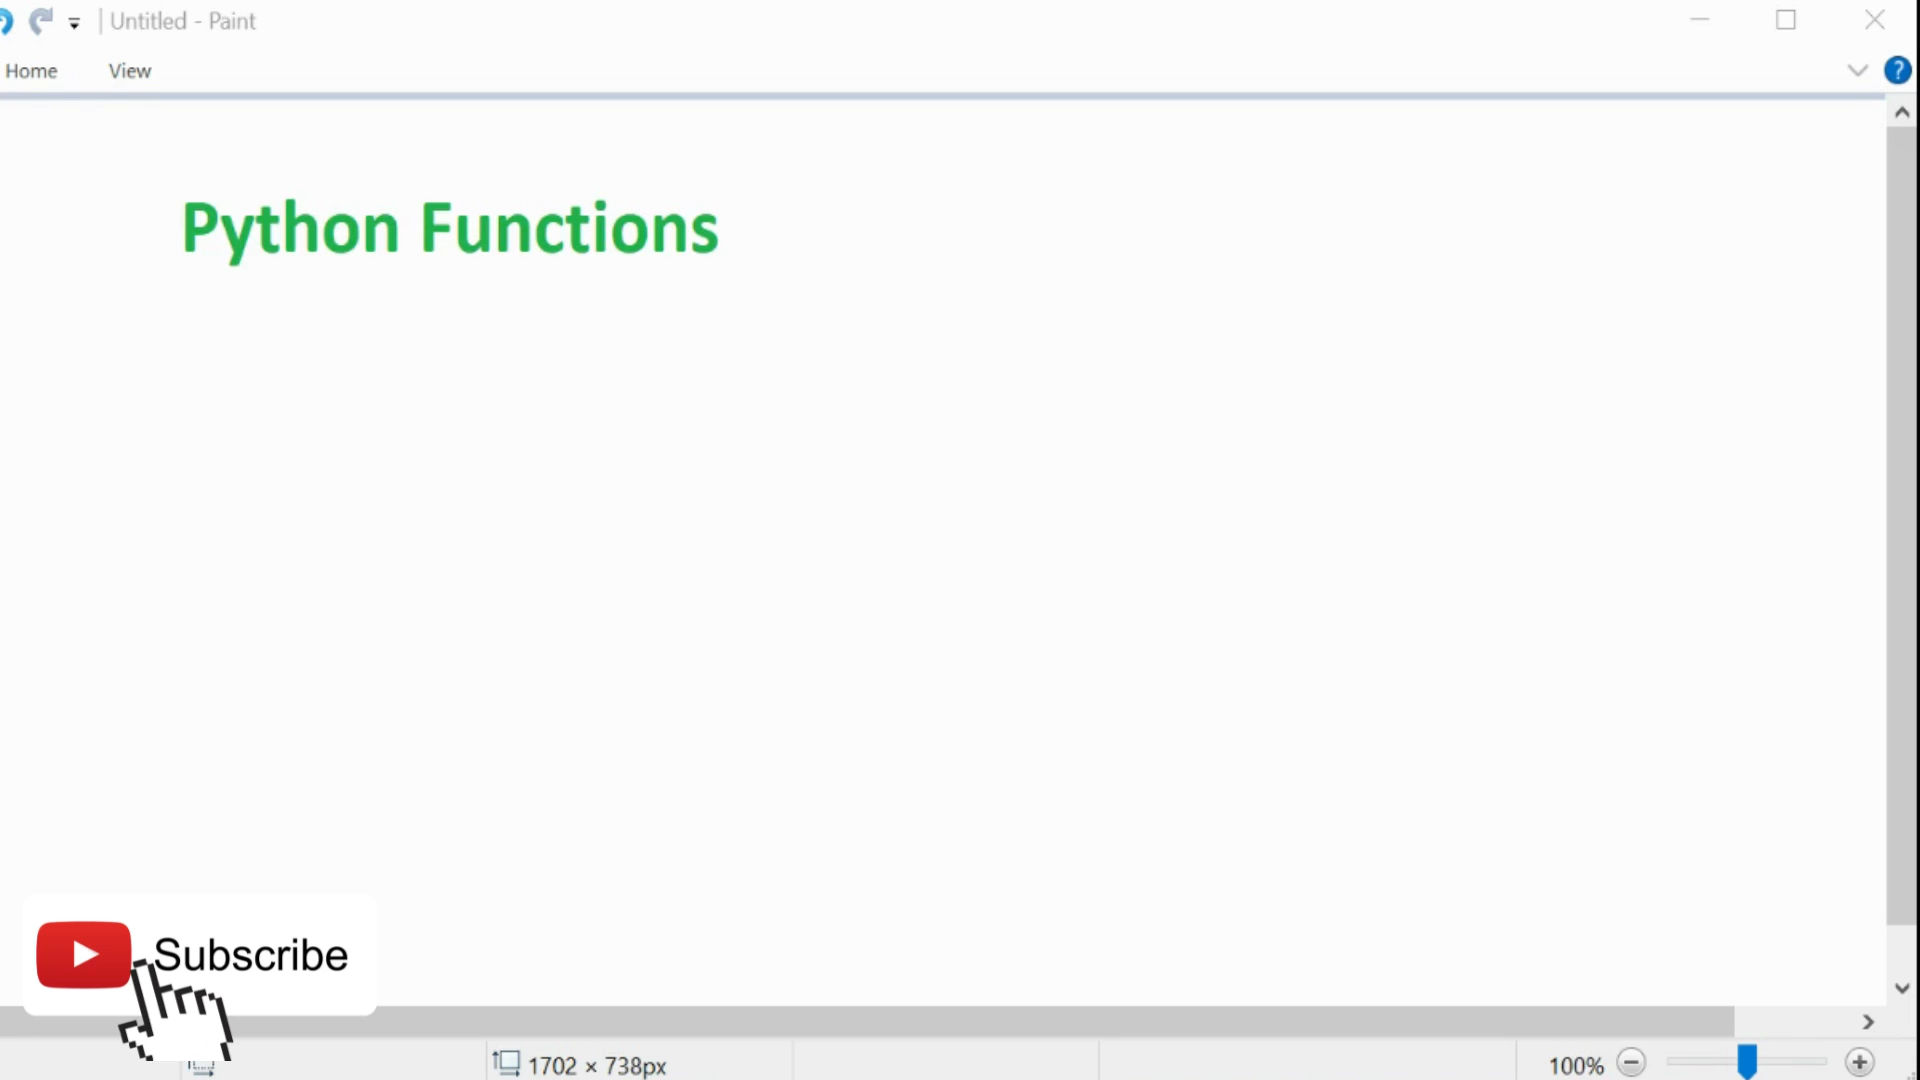 Untitled - Paint
Home View
Python Functions
Subscribe
1702 × 738px
100%